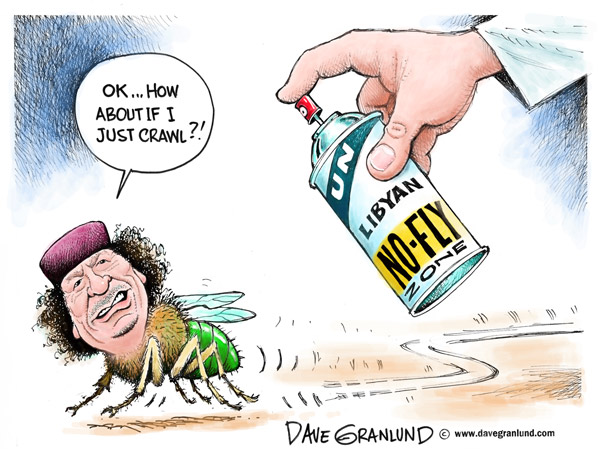 OK... HOW
ABOUT IF I
JUST CRAWL?!
UN
LIBYAN
NO-FLY
ZONE
DAVE GRANLUND © www.davegranlund.com